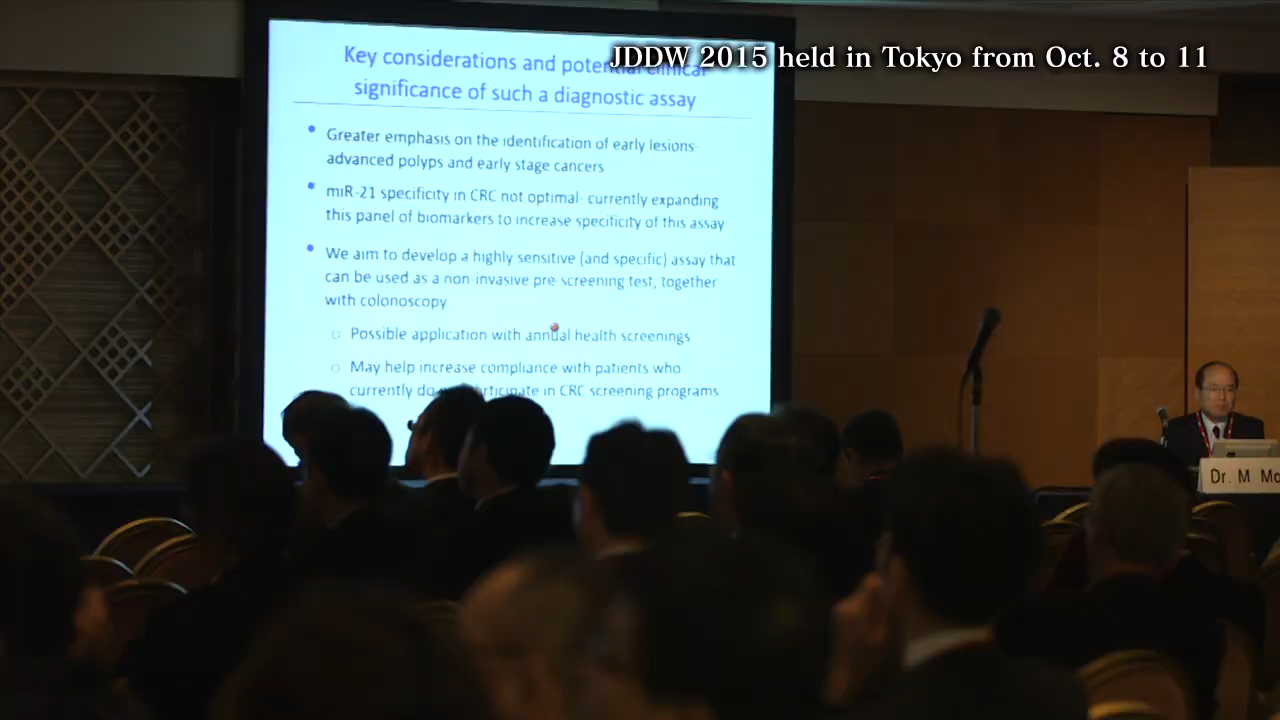 JDDW 2015 held in Tokyo from Oct. 8 to 11
Key considerations and potential clinical
significance of such a diagnostic assay
Greater emphasis on the identification of early lesions-
advanced polyps and early stage cancers
miR-21 specificity in CRC not optimal- currently expanding
this panel of biomarkers to increase specificity of this assay
We aim to develop a highly sensitive (and specific) assay that
can be used as a non-invasive pre-screening test, together
with colonoscopy
Possible application with annual health screenings
May help increase compliance with patients who
currently do participate in CRC screening programs
Dr. M